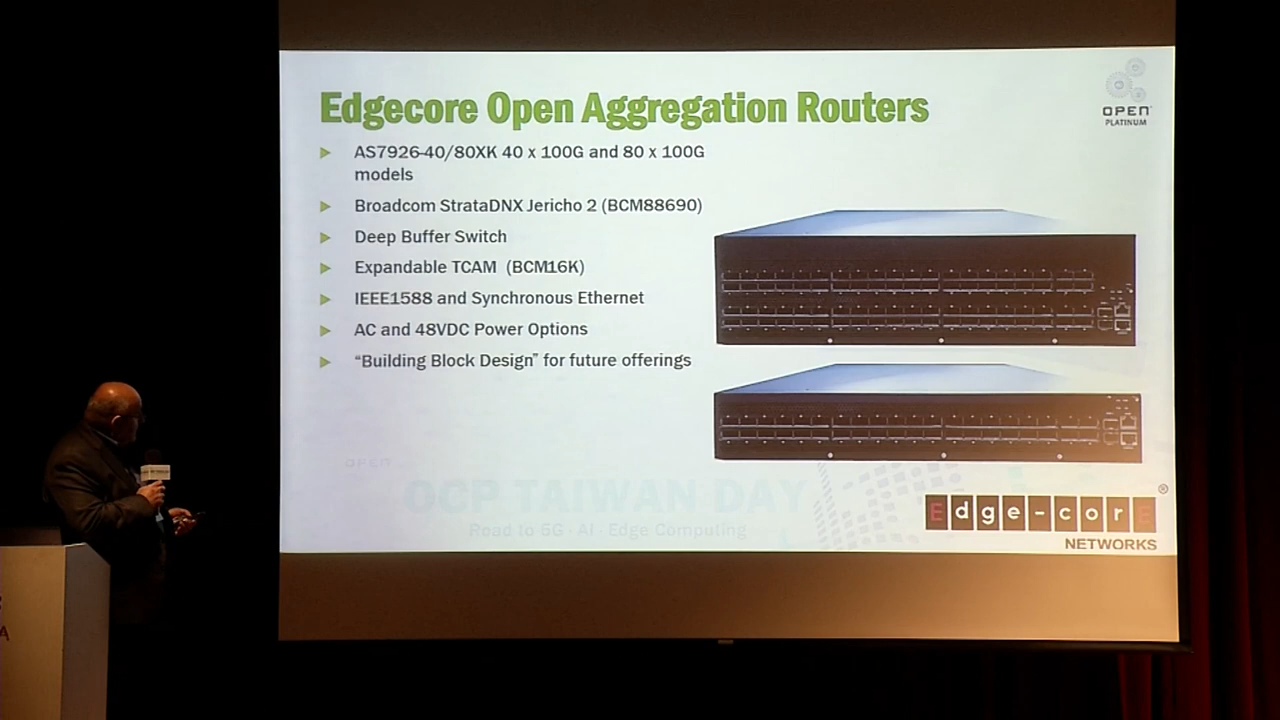 Edgecore Open Aggregation Routers
OPEN
PLATINUM
AS7926-40/80XK 40 x 100G and 80 x 100G
models
Broadcom StrataDNX Jericho 2 (BCM88690)
Deep Buffer Switch
Expandable TCAM (BCM16K)
IEEE1588 and Synchronous Ethernet
AC and 48VDC Power Options
“Building Block Design” for future offerings
OPEN
OCP TAIWAN DAY
Road to 5G · AI · Edge Computing
Edge-corE ®
NETWORKS
A